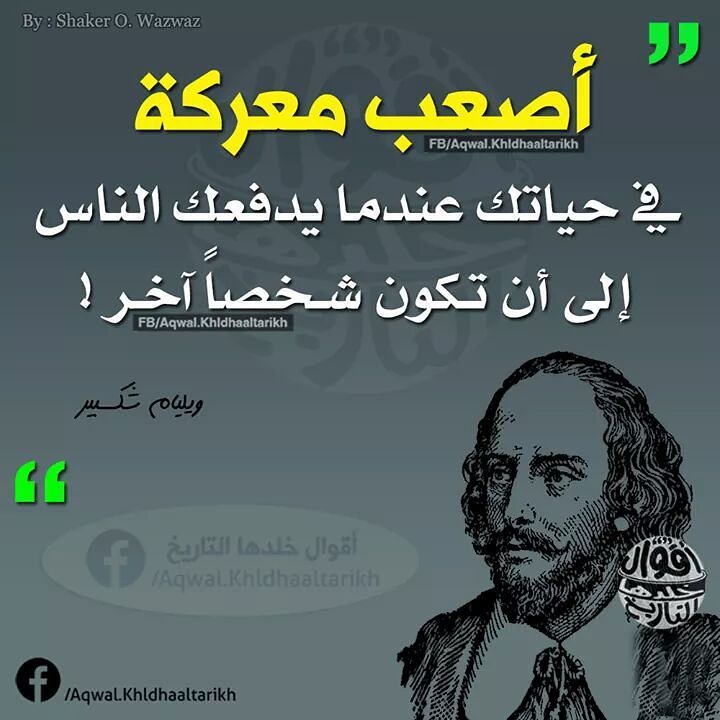 By : Shaker O. Wazwaz
”
أصعب معركة
FB/Aqwal.Khldhaaltarikh
في حياتك عندما يدفعك الناس
إلى أن تكون شخصاً آخر !
FB/Aqwal.Khldhaaltarikh
ويليام شكسبير
“
أقوال خلدها التاريخ
/Aqwal.Khldhaaltarikh
أقوال
خلدها
التاريخ
/Aqwal.Khldhaaltarikh